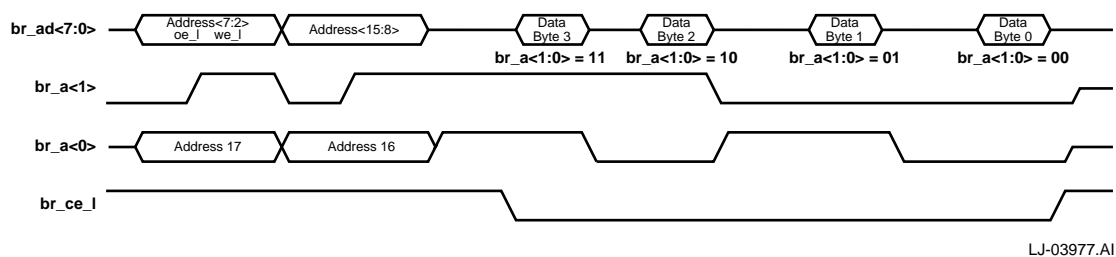 br_ad<7:0>
Address<7:2>
oe_l we_l
Address<15:8>
Data
Byte 3
Data
Byte 2
Data
Byte 1
Data
Byte 0
br_a<1:0> = 11
br_a<1:0> = 10
br_a<1:0> = 01
br_a<1:0> = 00
br_a<1>
br_a<0>
Address 17
Address 16
br_ce_l
LJ-03977.AI